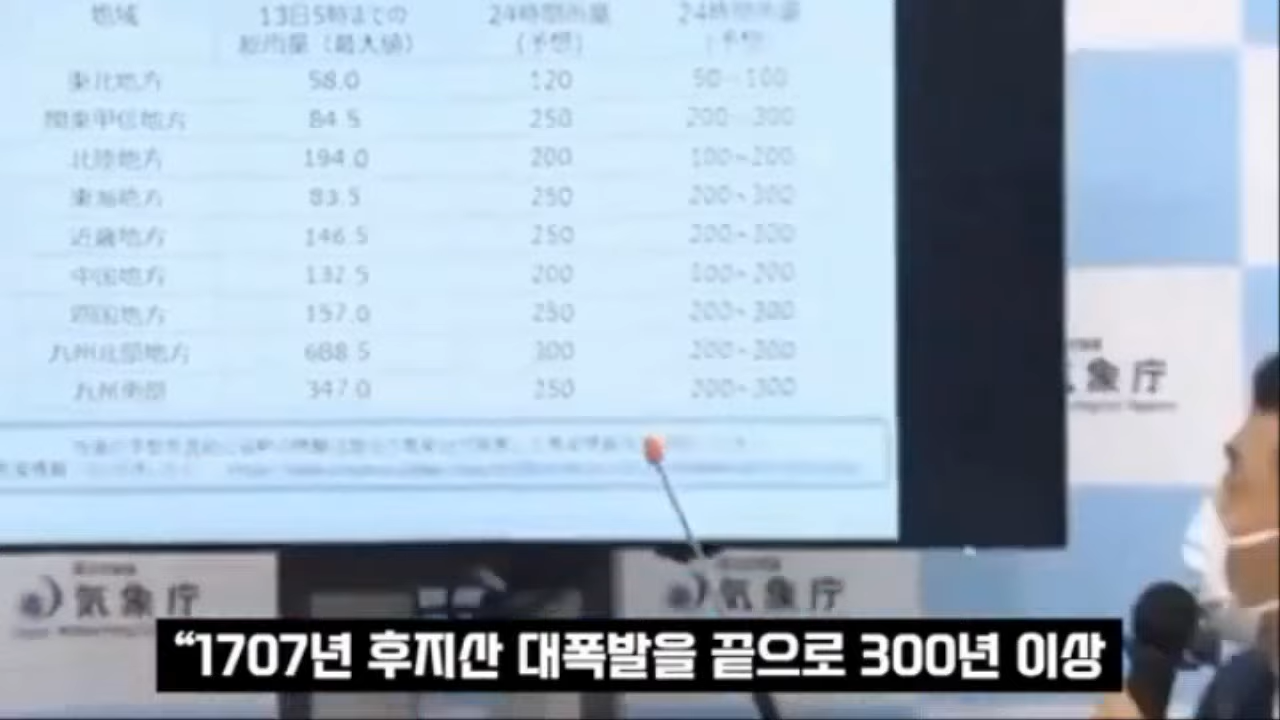 地域 13日5時までの 24時間雨量 24時間雨量
総雨量（最大値） (予想) (予想)
東北地方 58.0 120 50~100
関東甲信地方 84.5 250 200~300
北陸地方 194.0 200 100~200
東海地方 83.5 250 200~300
近畿地方 146.5 250 200~300
中国地方 132.5 200 100~200
四国地方 157.0 250 200~300
九州北部地方 688.5 300 200~300
九州南部 347.0 250 200~300
気象庁
気象庁
気象庁
“1707년 후지산 대폭발을 끝으로 300년 이상